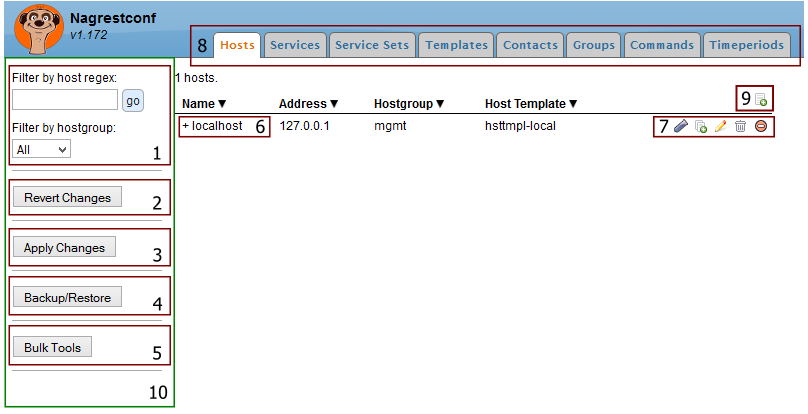 Nagrestconf
v1.172
8 Hosts Services Service Sets Templates Contacts Groups Commands Timeperiods
Filter by host regex:
go
Filter by hostgroup:
All
1
Revert Changes 2
Apply Changes 3
Backup/Restore 4
Bulk Tools 5
10
1 hosts.
9
Name ▼ Address ▼ Hostgroup ▼ Host Template ▼
+ localhost 6 127.0.0.1 mgmt hsttmpl-local 7